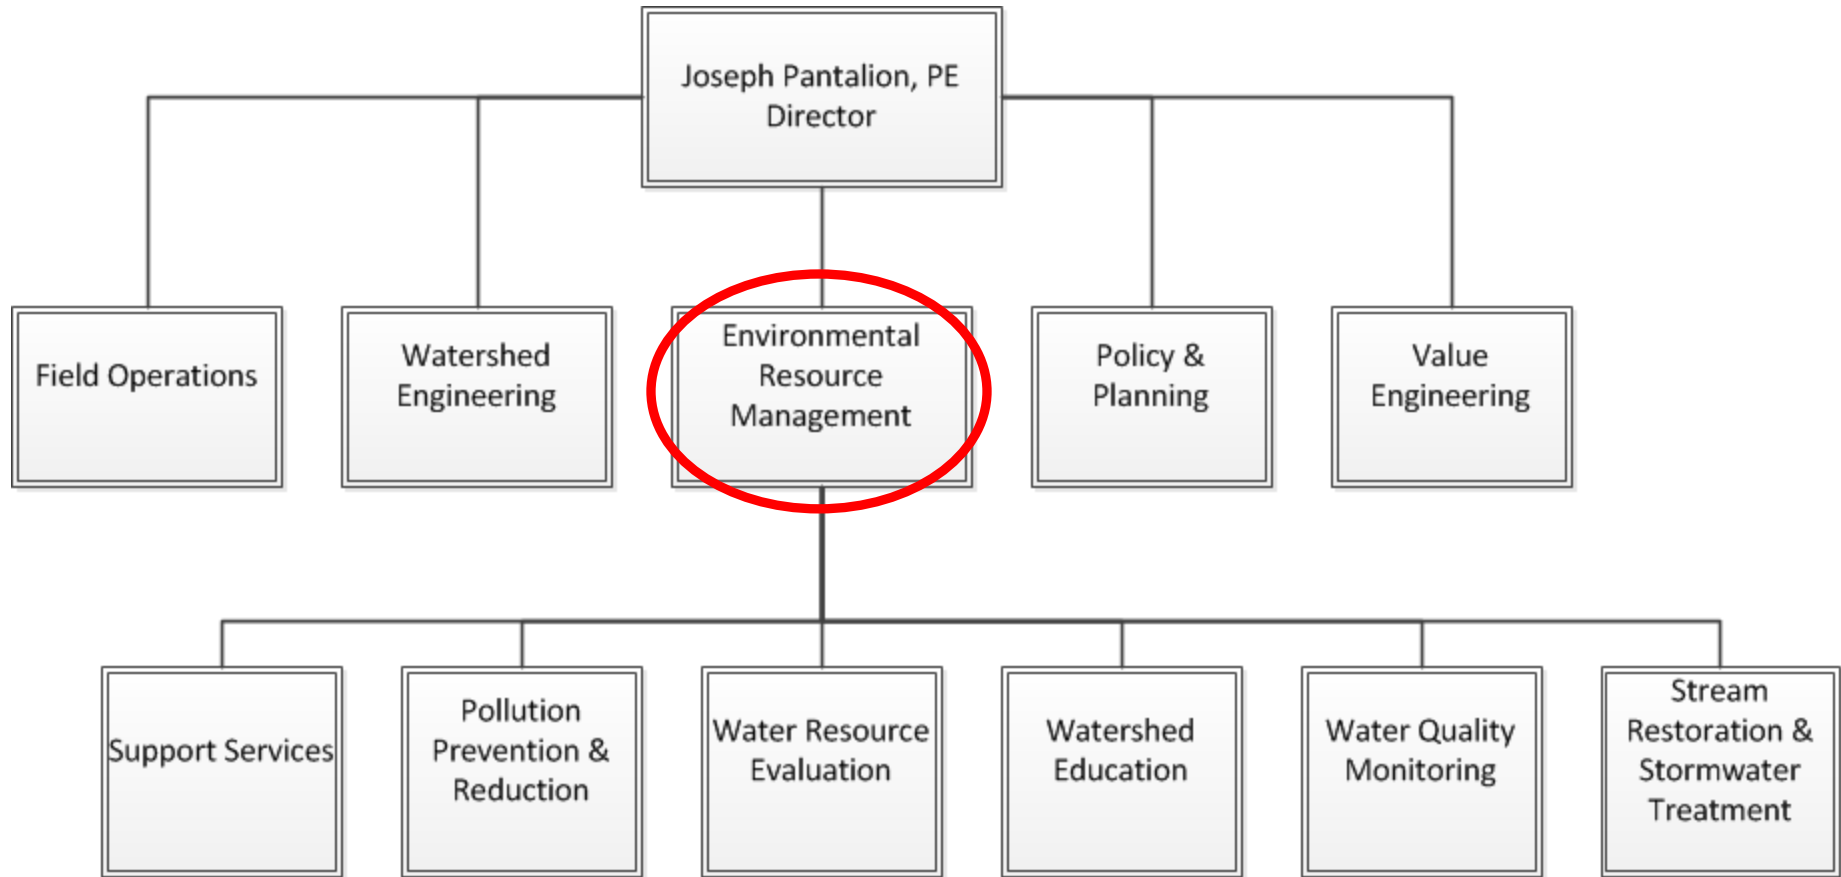 Joseph Pantalion, PE
Director
Field Operations
Watershed
Engineering
Environmental
Resource
Management
Policy &
Planning
Value
Engineering
Support Services
Pollution
Prevention &
Reduction
Water Resource
Evaluation
Watershed
Education
Water Quality
Monitoring
Stream
Restoration &
Stormwater
Treatment